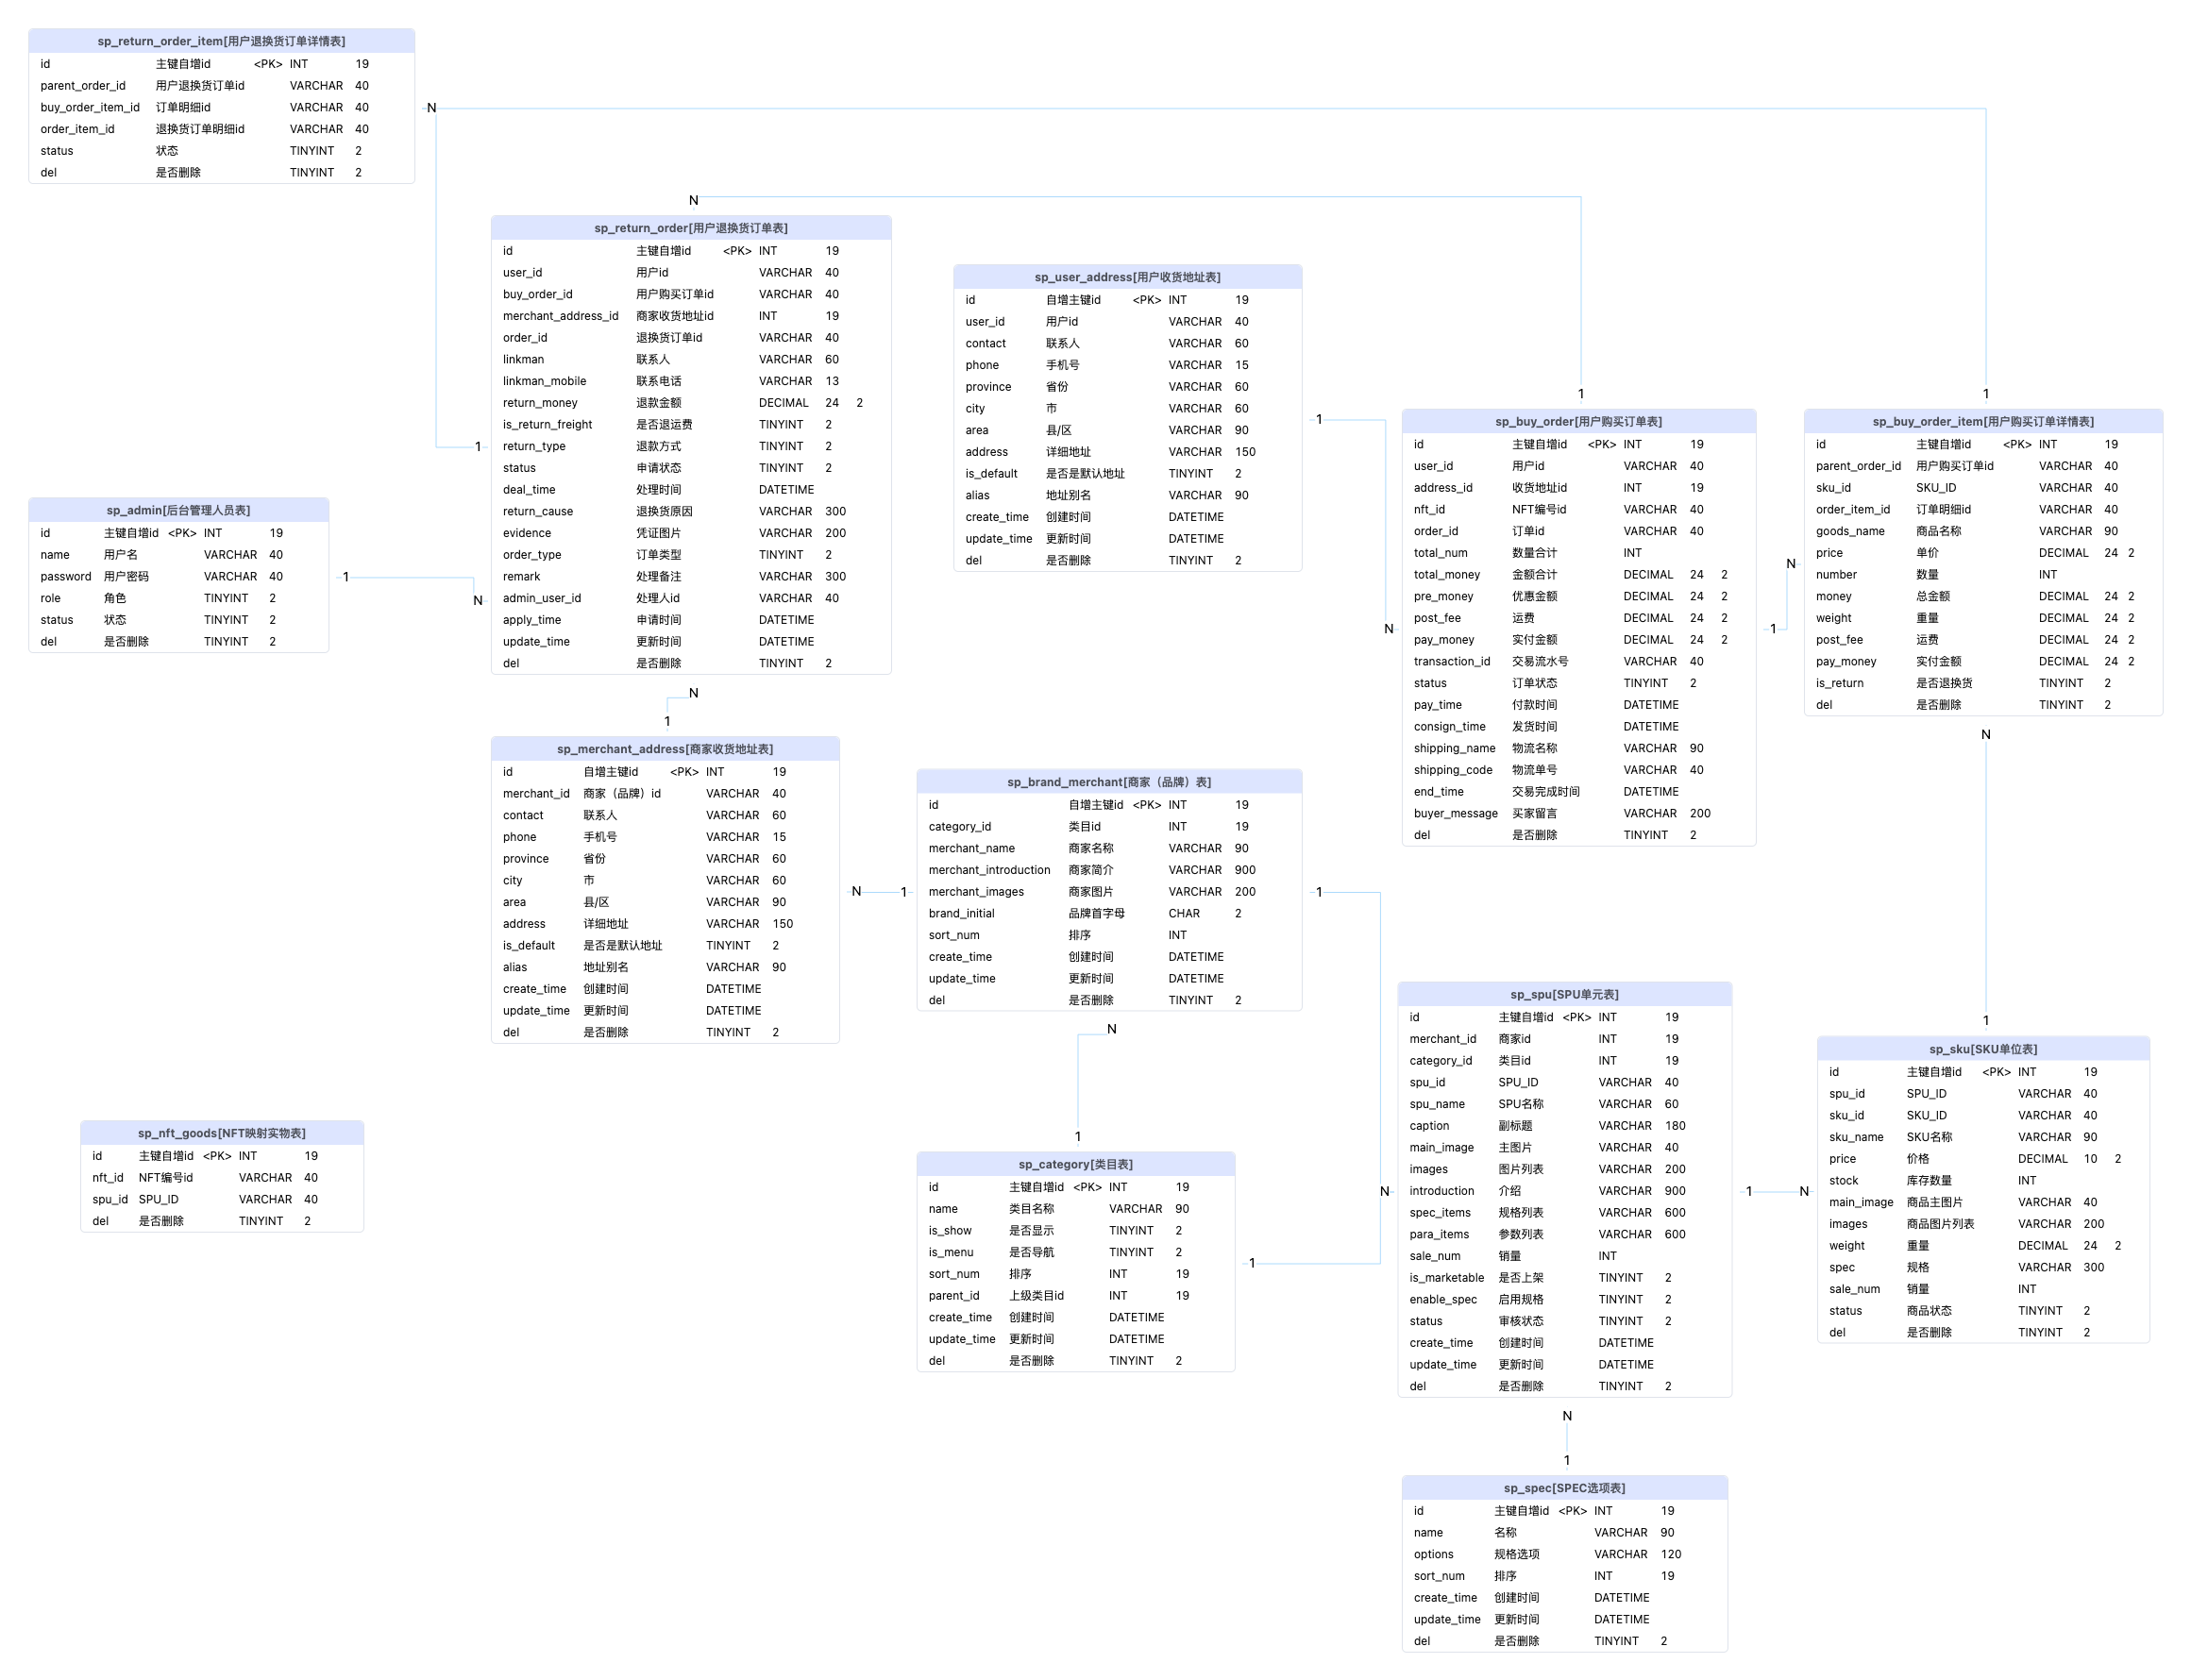 sp_return_order_item[用户退换货订单详情表]
id 主键自增id <PK> INT 19
parent_order_id 用户退换货订单id VARCHAR 40
buy_order_item_id 订单明细id VARCHAR 40
order_item_id 退换货订单明细id VARCHAR 40
status 状态 TINYINT 2
del 是否删除 TINYINT 2
N
1
1
N
1
sp_return_order[用户退换货订单表]
id 主键自增id <PK> INT 19
user_id 用户id VARCHAR 40
buy_order_id 用户购买订单id VARCHAR 40
merchant_address_id 商家收货地址id INT 19
order_id 退换货订单id VARCHAR 40
linkman 联系人 VARCHAR 60
linkman_mobile 联系电话 VARCHAR 13
return_money 退款金额 DECIMAL 24 2
is_return_freight 是否退运费 TINYINT 2
return_type 退款方式 TINYINT 2
status 申请状态 TINYINT 2
deal_time 处理时间 DATETIME
return_cause 退换货原因 VARCHAR 300
evidence 凭证图片 VARCHAR 200
order_type 订单类型 TINYINT 2
remark 处理备注 VARCHAR 300
admin_user_id 处理人id VARCHAR 40
apply_time 申请时间 DATETIME
update_time 更新时间 DATETIME
del 是否删除 TINYINT 2
sp_user_address[用户收货地址表]
id 自增主键id <PK> INT 19
user_id 用户id VARCHAR 40
contact 联系人 VARCHAR 60
phone 手机号 VARCHAR 15
province 省份 VARCHAR 60
city 市 VARCHAR 60
area 县/区 VARCHAR 90
address 详细地址 VARCHAR 150
is_default 是否是默认地址 TINYINT 2
alias 地址别名 VARCHAR 90
create_time 创建时间 DATETIME
update_time 更新时间 DATETIME
del 是否删除 TINYINT 2
1
N
sp_buy_order[用户购买订单表]
id 主键自增id <PK> INT 19
user_id 用户id VARCHAR 40
address_id 收货地址id INT 19
nft_id NFT编号id VARCHAR 40
order_id 订单id VARCHAR 40
total_num 数量合计 INT
total_money 金额合计 DECIMAL 24 2
pre_money 优惠金额 DECIMAL 24 2
post_fee 运费 DECIMAL 24 2
pay_money 实付金额 DECIMAL 24 2
transaction_id 交易流水号 VARCHAR 40
status 订单状态 TINYINT 2
pay_time 付款时间 DATETIME
consign_time 发货时间 DATETIME
shipping_name 物流名称 VARCHAR 90
shipping_code 物流单号 VARCHAR 40
end_time 交易完成时间 DATETIME
buyer_message 买家留言 VARCHAR 200
del 是否删除 TINYINT 2
N
1
sp_buy_order_item[用户购买订单详情表]
id 主键自增id <PK> INT 19
parent_order_id 用户购买订单id VARCHAR 40
sku_id SKU_ID VARCHAR 40
order_item_id 订单明细id VARCHAR 40
goods_name 商品名称 VARCHAR 90
price 单价 DECIMAL 24 2
number 数量 INT
money 总金额 DECIMAL 24 2
weight 重量 DECIMAL 24 2
post_fee 运费 DECIMAL 24 2
pay_money 实付金额 DECIMAL 24 2
is_return 是否退换货 TINYINT 2
del 是否删除 TINYINT 2
N
1
sp_admin[后台管理人员表]
id 主键自增id <PK> INT 19
name 用户名 VARCHAR 40
password 用户密码 VARCHAR 40
role 角色 TINYINT 2
status 状态 TINYINT 2
del 是否删除 TINYINT 2
1
N
N
1
sp_merchant_address[商家收货地址表]
id 自增主键id <PK> INT 19
merchant_id 商家（品牌）id VARCHAR 40
contact 联系人 VARCHAR 60
phone 手机号 VARCHAR 15
province 省份 VARCHAR 60
city 市 VARCHAR 60
area 县/区 VARCHAR 90
address 详细地址 VARCHAR 150
is_default 是否是默认地址 TINYINT 2
alias 地址别名 VARCHAR 90
create_time 创建时间 DATETIME
update_time 更新时间 DATETIME
del 是否删除 TINYINT 2
N
1
sp_brand_merchant[商家（品牌）表]
id 自增主键id <PK> INT 19
category_id 类目id INT 19
merchant_name 商家名称 VARCHAR 90
merchant_introduction 商家简介 VARCHAR 900
merchant_images 商家图片 VARCHAR 200
brand_initial 品牌首字母 CHAR 2
sort_num 排序 INT
create_time 创建时间 DATETIME
update_time 更新时间 DATETIME
del 是否删除 TINYINT 2
1
N
1
sp_category[类目表]
id 主键自增id <PK> INT 19
name 类目名称 VARCHAR 90
is_show 是否显示 TINYINT 2
is_menu 是否导航 TINYINT 2
sort_num 排序 INT 19
parent_id 上级类目id INT 19
create_time 创建时间 DATETIME
update_time 更新时间 DATETIME
del 是否删除 TINYINT 2
1
N
sp_spu[SPU单元表]
id 主键自增id <PK> INT 19
merchant_id 商家id INT 19
category_id 类目id INT 19
spu_id SPU_ID VARCHAR 40
spu_name SPU名称 VARCHAR 60
caption 副标题 VARCHAR 180
main_image 主图片 VARCHAR 40
images 图片列表 VARCHAR 200
introduction 介绍 VARCHAR 900
spec_items 规格列表 VARCHAR 600
para_items 参数列表 VARCHAR 600
sale_num 销量 INT
is_marketable 是否上架 TINYINT 2
enable_spec 启用规格 TINYINT 2
status 审核状态 TINYINT 2
create_time 创建时间 DATETIME
update_time 更新时间 DATETIME
del 是否删除 TINYINT 2
1
N
sp_sku[SKU单位表]
id 主键自增id <PK> INT 19
spu_id SPU_ID VARCHAR 40
sku_id SKU_ID VARCHAR 40
sku_name SKU名称 VARCHAR 90
price 价格 DECIMAL 10 2
stock 库存数量 INT
main_image 商品主图片 VARCHAR 40
images 商品图片列表 VARCHAR 200
weight 重量 DECIMAL 24 2
spec 规格 VARCHAR 300
sale_num 销量 INT
status 商品状态 TINYINT 2
del 是否删除 TINYINT 2
sp_nft_goods[NFT映射实物表]
id 主键自增id <PK> INT 19
nft_id NFT编号id VARCHAR 40
spu_id SPU_ID VARCHAR 40
del 是否删除 TINYINT 2
N
1
sp_spec[SPEC选项表]
id 主键自增id <PK> INT 19
name 名称 VARCHAR 90
options 规格选项 VARCHAR 120
sort_num 排序 INT 19
create_time 创建时间 DATETIME
update_time 更新时间 DATETIME
del 是否删除 TINYINT 2